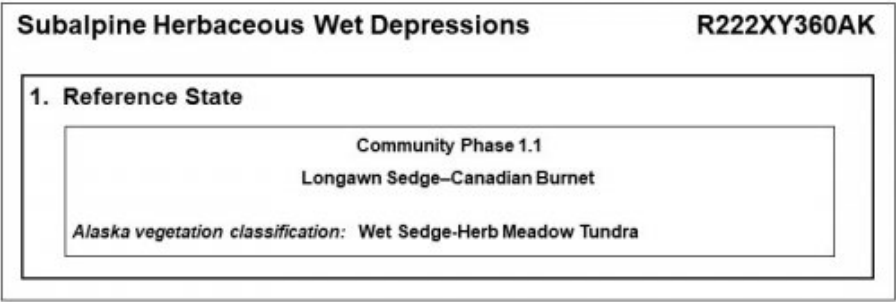 Subalpine Herbaceous Wet Depressions R222XY360AK
1. Reference State
Community Phase 1.1
Longawn Sedge–Canadian Burnet
Alaska vegetation classification: Wet Sedge-Herb Meadow Tundra